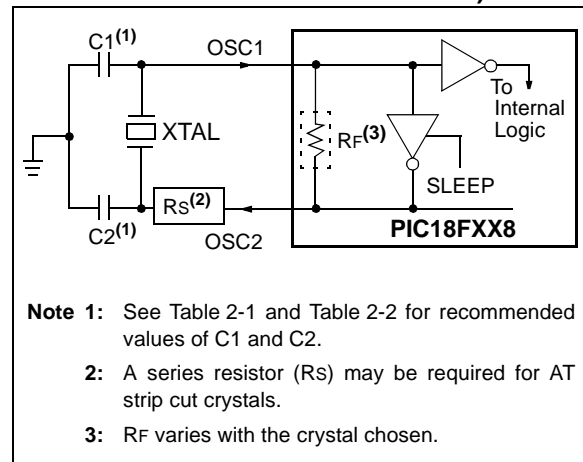 C1(1)
OSC1
To
Internal
Logic
XTAL
RF(3)
SLEEP
RS(2)
C2(1)
OSC2
PIC18FXX8
Note 1: See Table 2-1 and Table 2-2 for recommended
values of C1 and C2.
2: A series resistor (RS) may be required for AT
strip cut crystals.
3: RF varies with the crystal chosen.